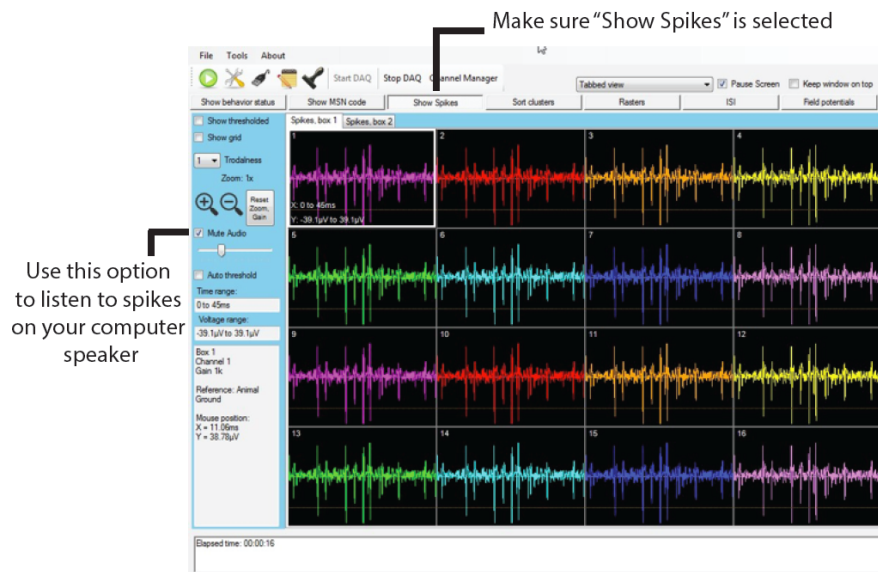 Make sure “Show Spikes” is selected
File Tools About
Start DAQ Stop DAQ Channel Manager
Tabbed view
Pause Screen
Keep window on top
Show behavior status
Show MSN code
Show Spikes
Sort clusters
Rasters
ISI
Field potentials
Show thresholded
Show grid
1 Trodalness
Zoom: 1x
Reset
Zoom,
Gain
Mute Audio
Auto threshold
Time range:
0 to 45ms
Voltage range:
-39.1µV to 39.1µV
Box 1
Channel 1
Gain 1k
Reference: Animal
Ground
Mouse position:
X = 11.06ms
Y = 38.78µV
Use this option
to listen to spikes
on your computer
speaker
Spikes, box 1 Spikes, box 2
1 2 3 4
X: 0 to 45ms
Y: -39.1µV to 39.1µV
5 6 7 8
9 10 11 12
13 14 15 16
Elapsed time: 00:00:16